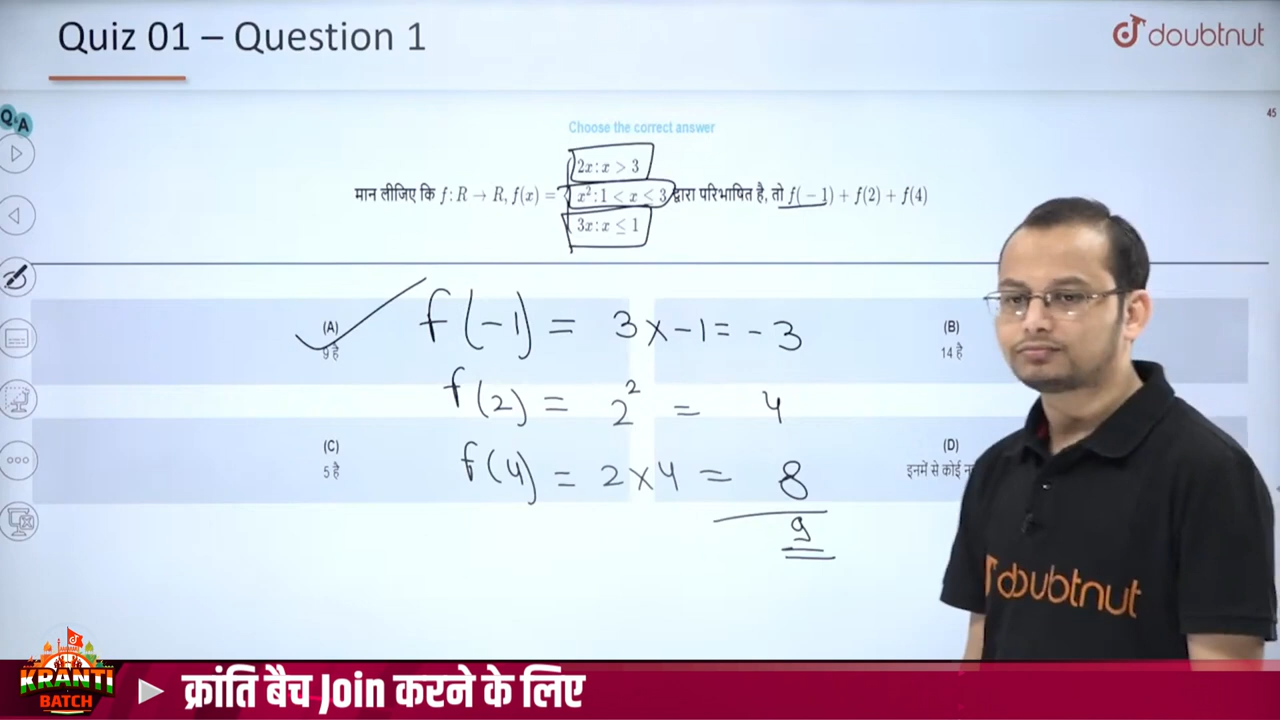 Quiz 01 – Question 1
doubtnut
Q&A
45
Choose the correct answer
2x : x > 3
मान लीजिए कि f : R → R, f(x) = x² : 1 < x < 3 द्वारा परिभाषित है, तो f(−1) + f(2) + f(4)
3x : x ≤ 1
(A)
9 है
(B)
14 है
(C)
5 है
(D)
इनमें से कोई
f(-1) = 3 x -1 = -3
f(2) = 2² = 4
f(4) = 2 x 4 = 8
9
doubtnut
KRANTI
BATCH
क्रांति बैच Join करने के लिए